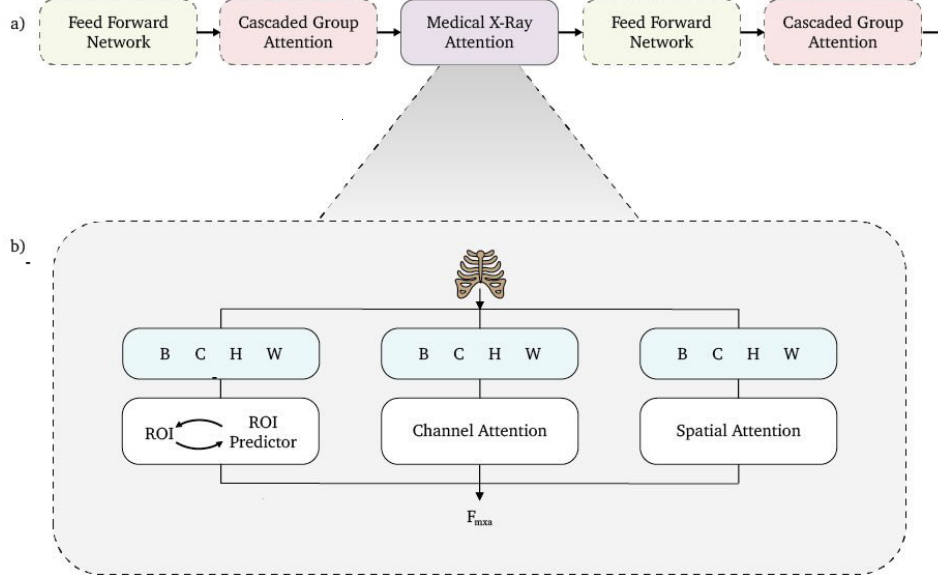 a)
Feed Forward
Network
Cascaded Group
Attention
Medical X-Ray
Attention
Feed Forward
Network
Cascaded Group
Attention
b)
B C H W
B C H W
B C H W
ROI
ROI
Predictor
Channel Attention
Spatial Attention
Fmxa